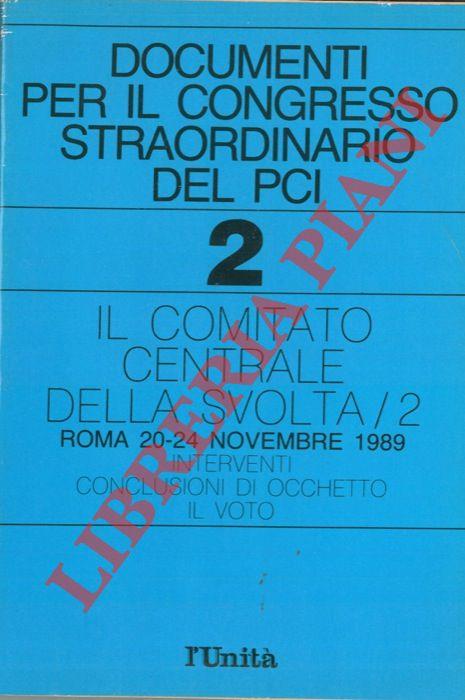 DOCUMENTI
PER IL CONGRESSO
STRAORDINARIO
DEL PCI
2
IL COMITATO
CENTRALE
DELLA SVOLTA/2
ROMA 20-24 NOVEMBRE 1989
INTERVENTI
CONCLUSIONI DI OCCHETTO
IL VOTO
LIBRERIA PIANI
l'Unità